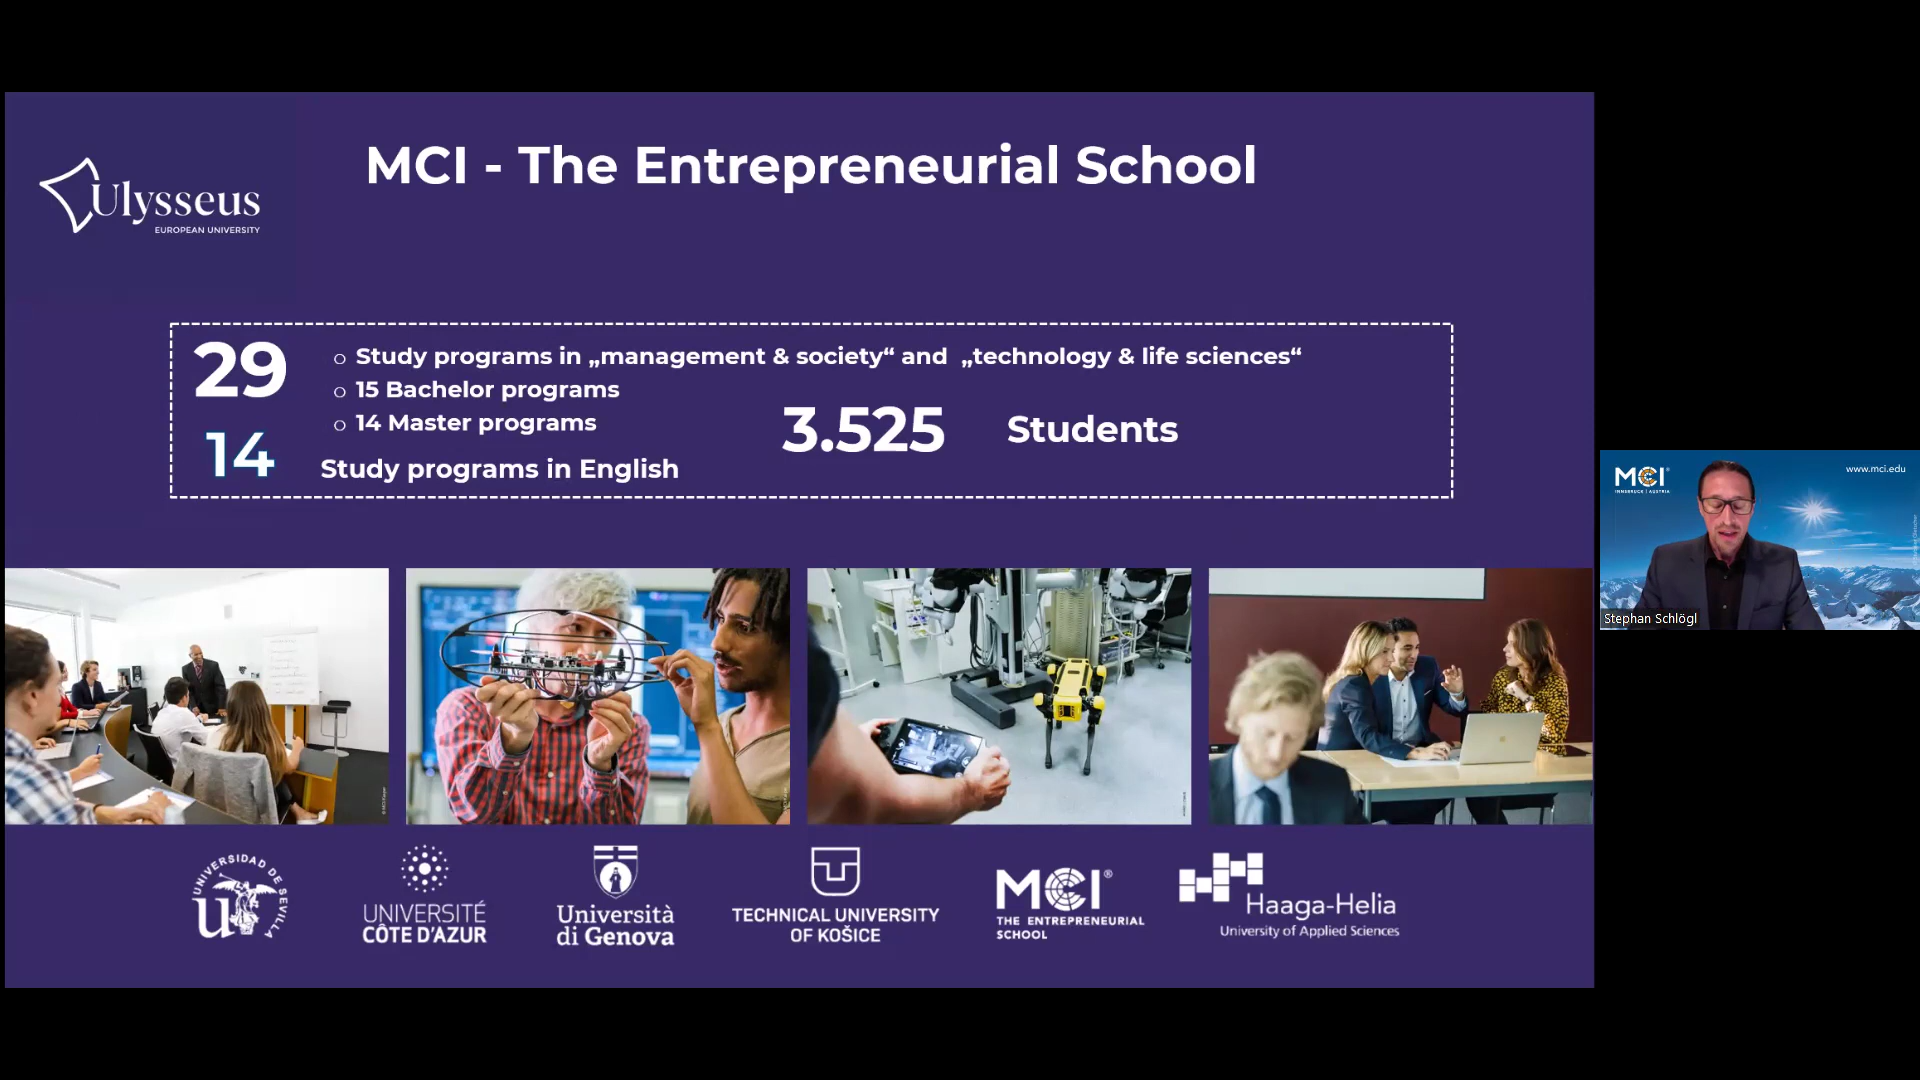 MCI - The Entrepreneurial School
Ulysseus
EUROPEAN UNIVERSITY
29
o Study programs in „management & society“ and „technology & life sciences“
o 15 Bachelor programs
o 14 Master programs
14
Study programs in English
3.525 Students
MCI®
INNSBRUCK | AUSTRIA
www.mci.edu
Stephan Schlögl
UNIVERSIDAD DE SEVILLA
UNIVERSITÉ
CÔTE D'AZUR
Università
di Genova
TECHNICAL UNIVERSITY
OF KOŠICE
MCI®
THE ENTREPRENEURIAL
SCHOOL
Haaga-Helia
University of Applied Sciences